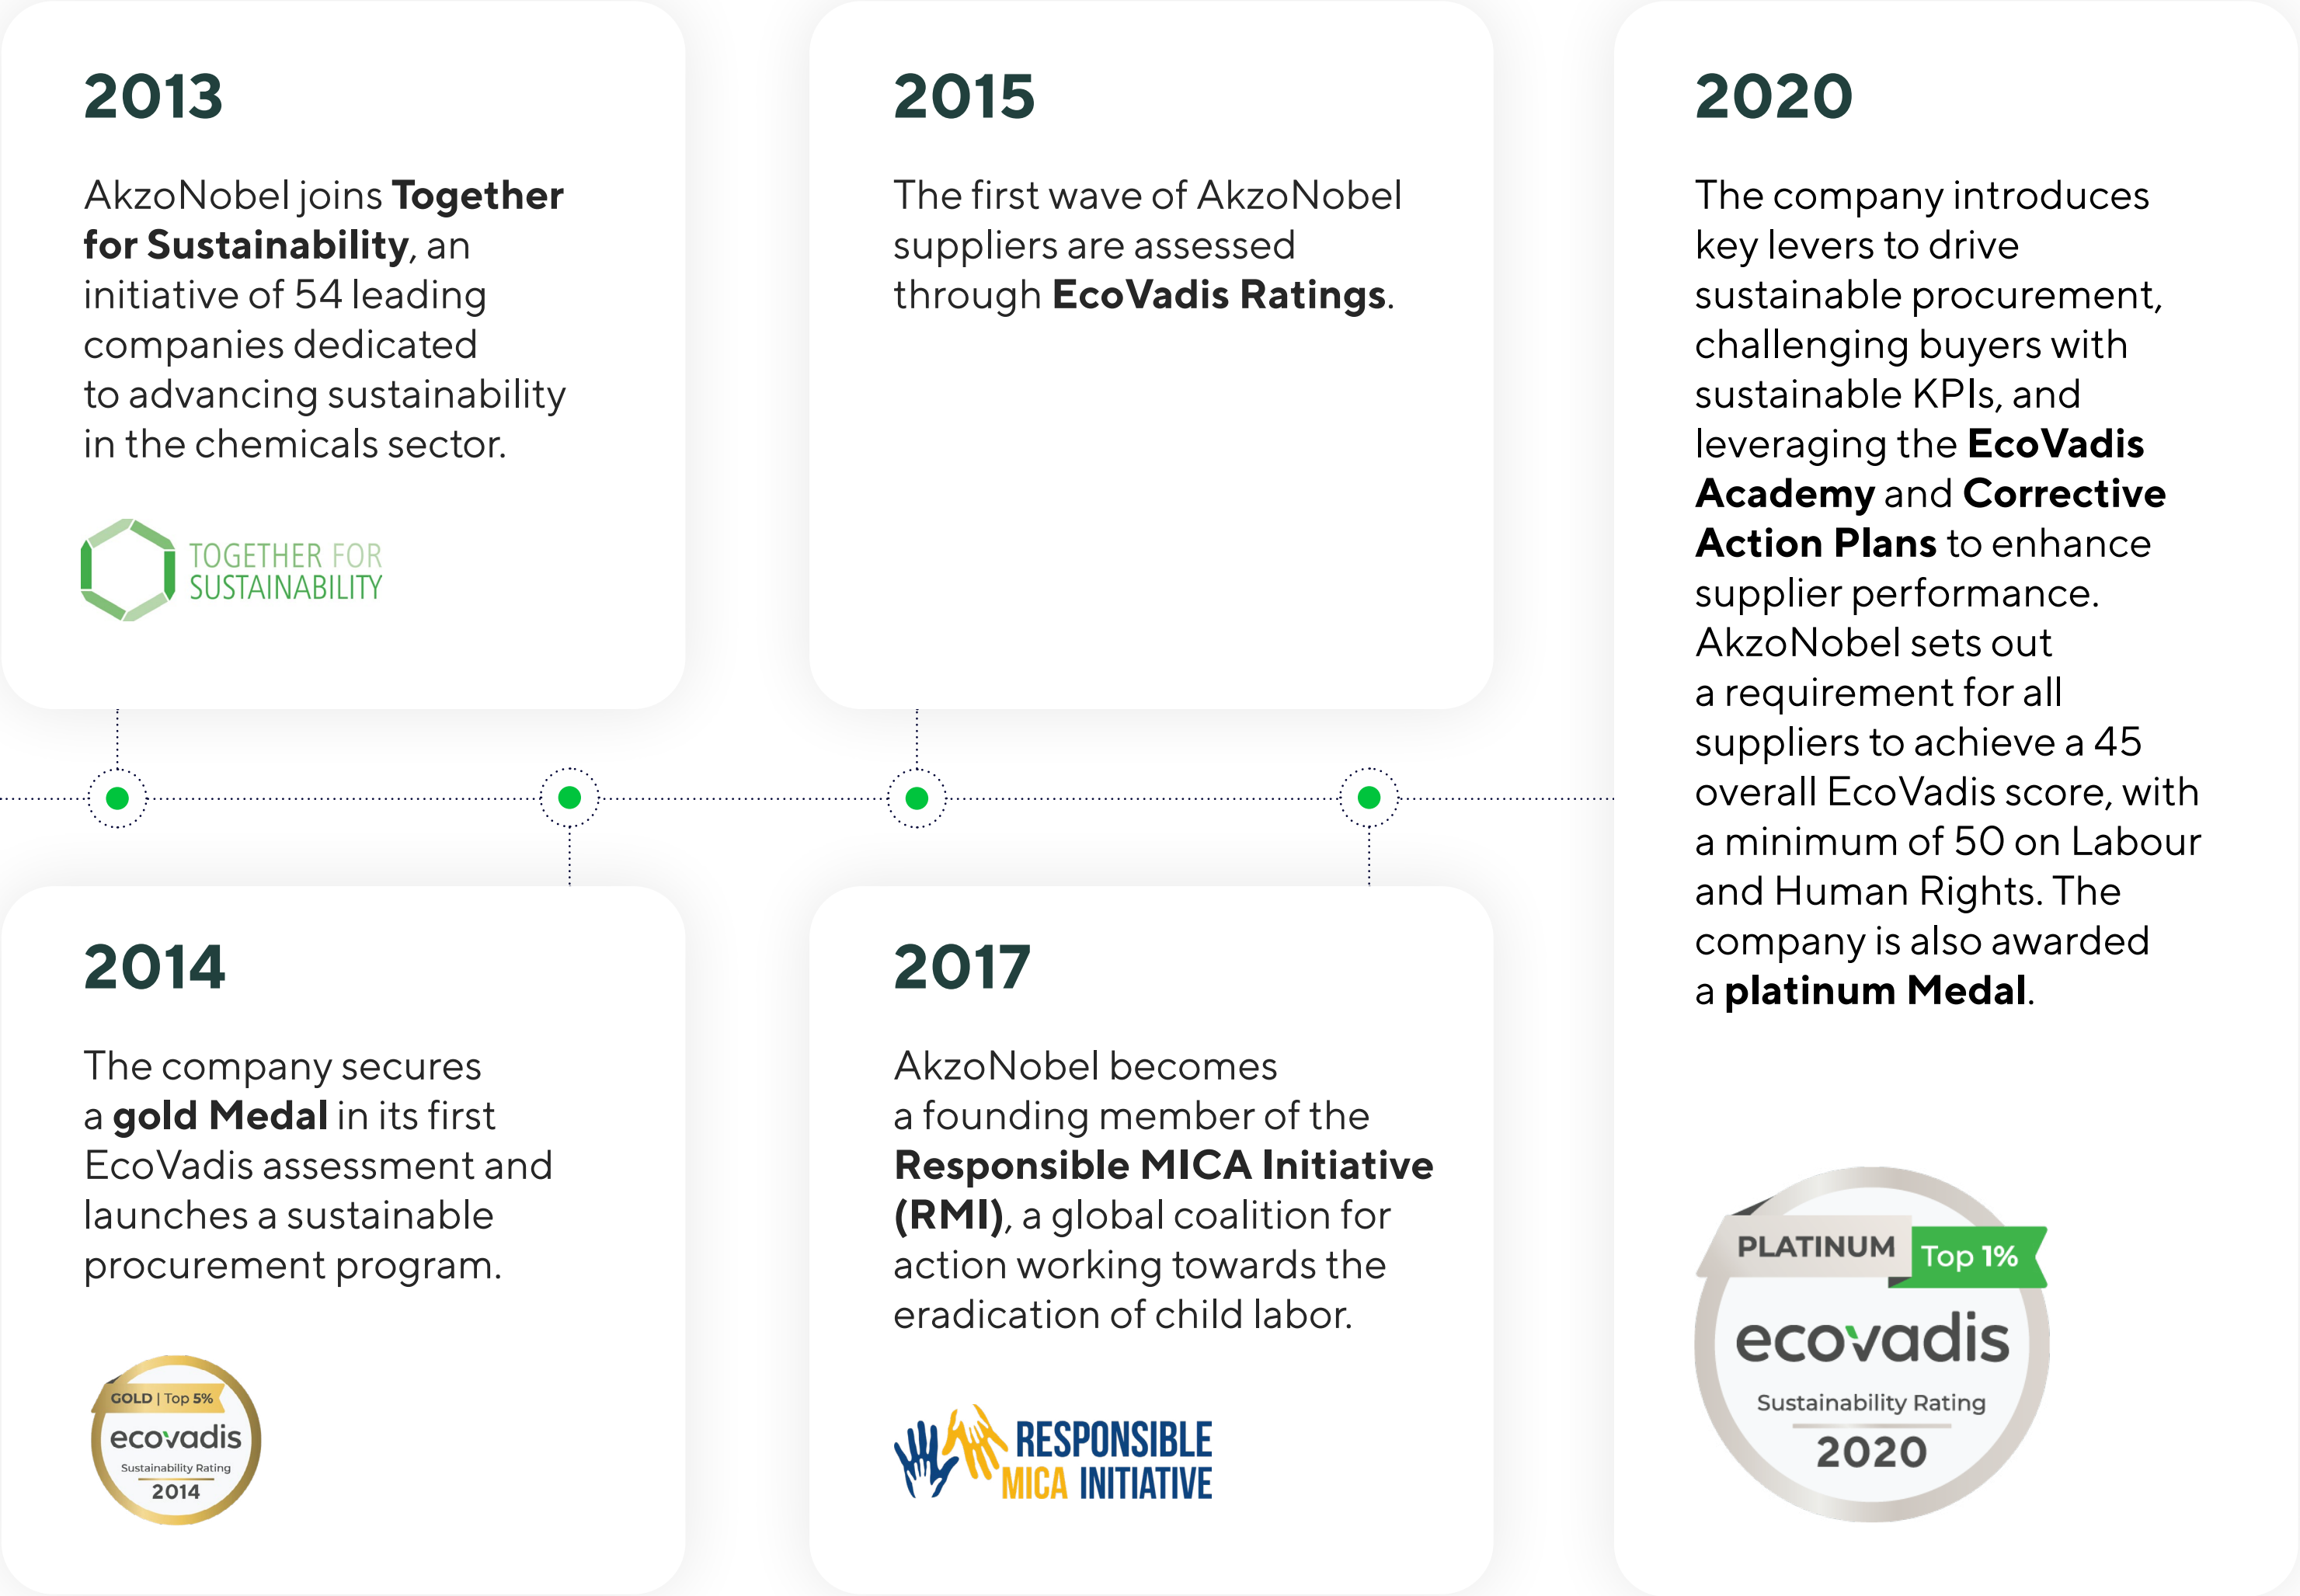 2013
AkzoNobel joins Together
for Sustainability, an
initiative of 54 leading
companies dedicated
to advancing sustainability
in the chemicals sector.
TOGETHER FOR
SUSTAINABILITY
2014
The company secures
a gold Medal in its first
EcoVadis assessment and
launches a sustainable
procurement program.
GOLD | Top 5%
ecovadis
Sustainability Rating
2014
2015
The first wave of AkzoNobel
suppliers are assessed
through EcoVadis Ratings.
2017
AkzoNobel becomes
a founding member of the
Responsible MICA Initiative
(RMI), a global coalition for
action working towards the
eradication of child labor.
RESPONSIBLE
MICA INITIATIVE
2020
The company introduces
key levers to drive
sustainable procurement,
challenging buyers with
sustainable KPIs, and
leveraging the EcoVadis
Academy and Corrective
Action Plans to enhance
supplier performance.
AkzoNobel sets out
a requirement for all
suppliers to achieve a 45
overall EcoVadis score, with
a minimum of 50 on Labour
and Human Rights. The
company is also awarded
a platinum Medal.
PLATINUM Top 1%
ecovadis
Sustainability Rating
2020